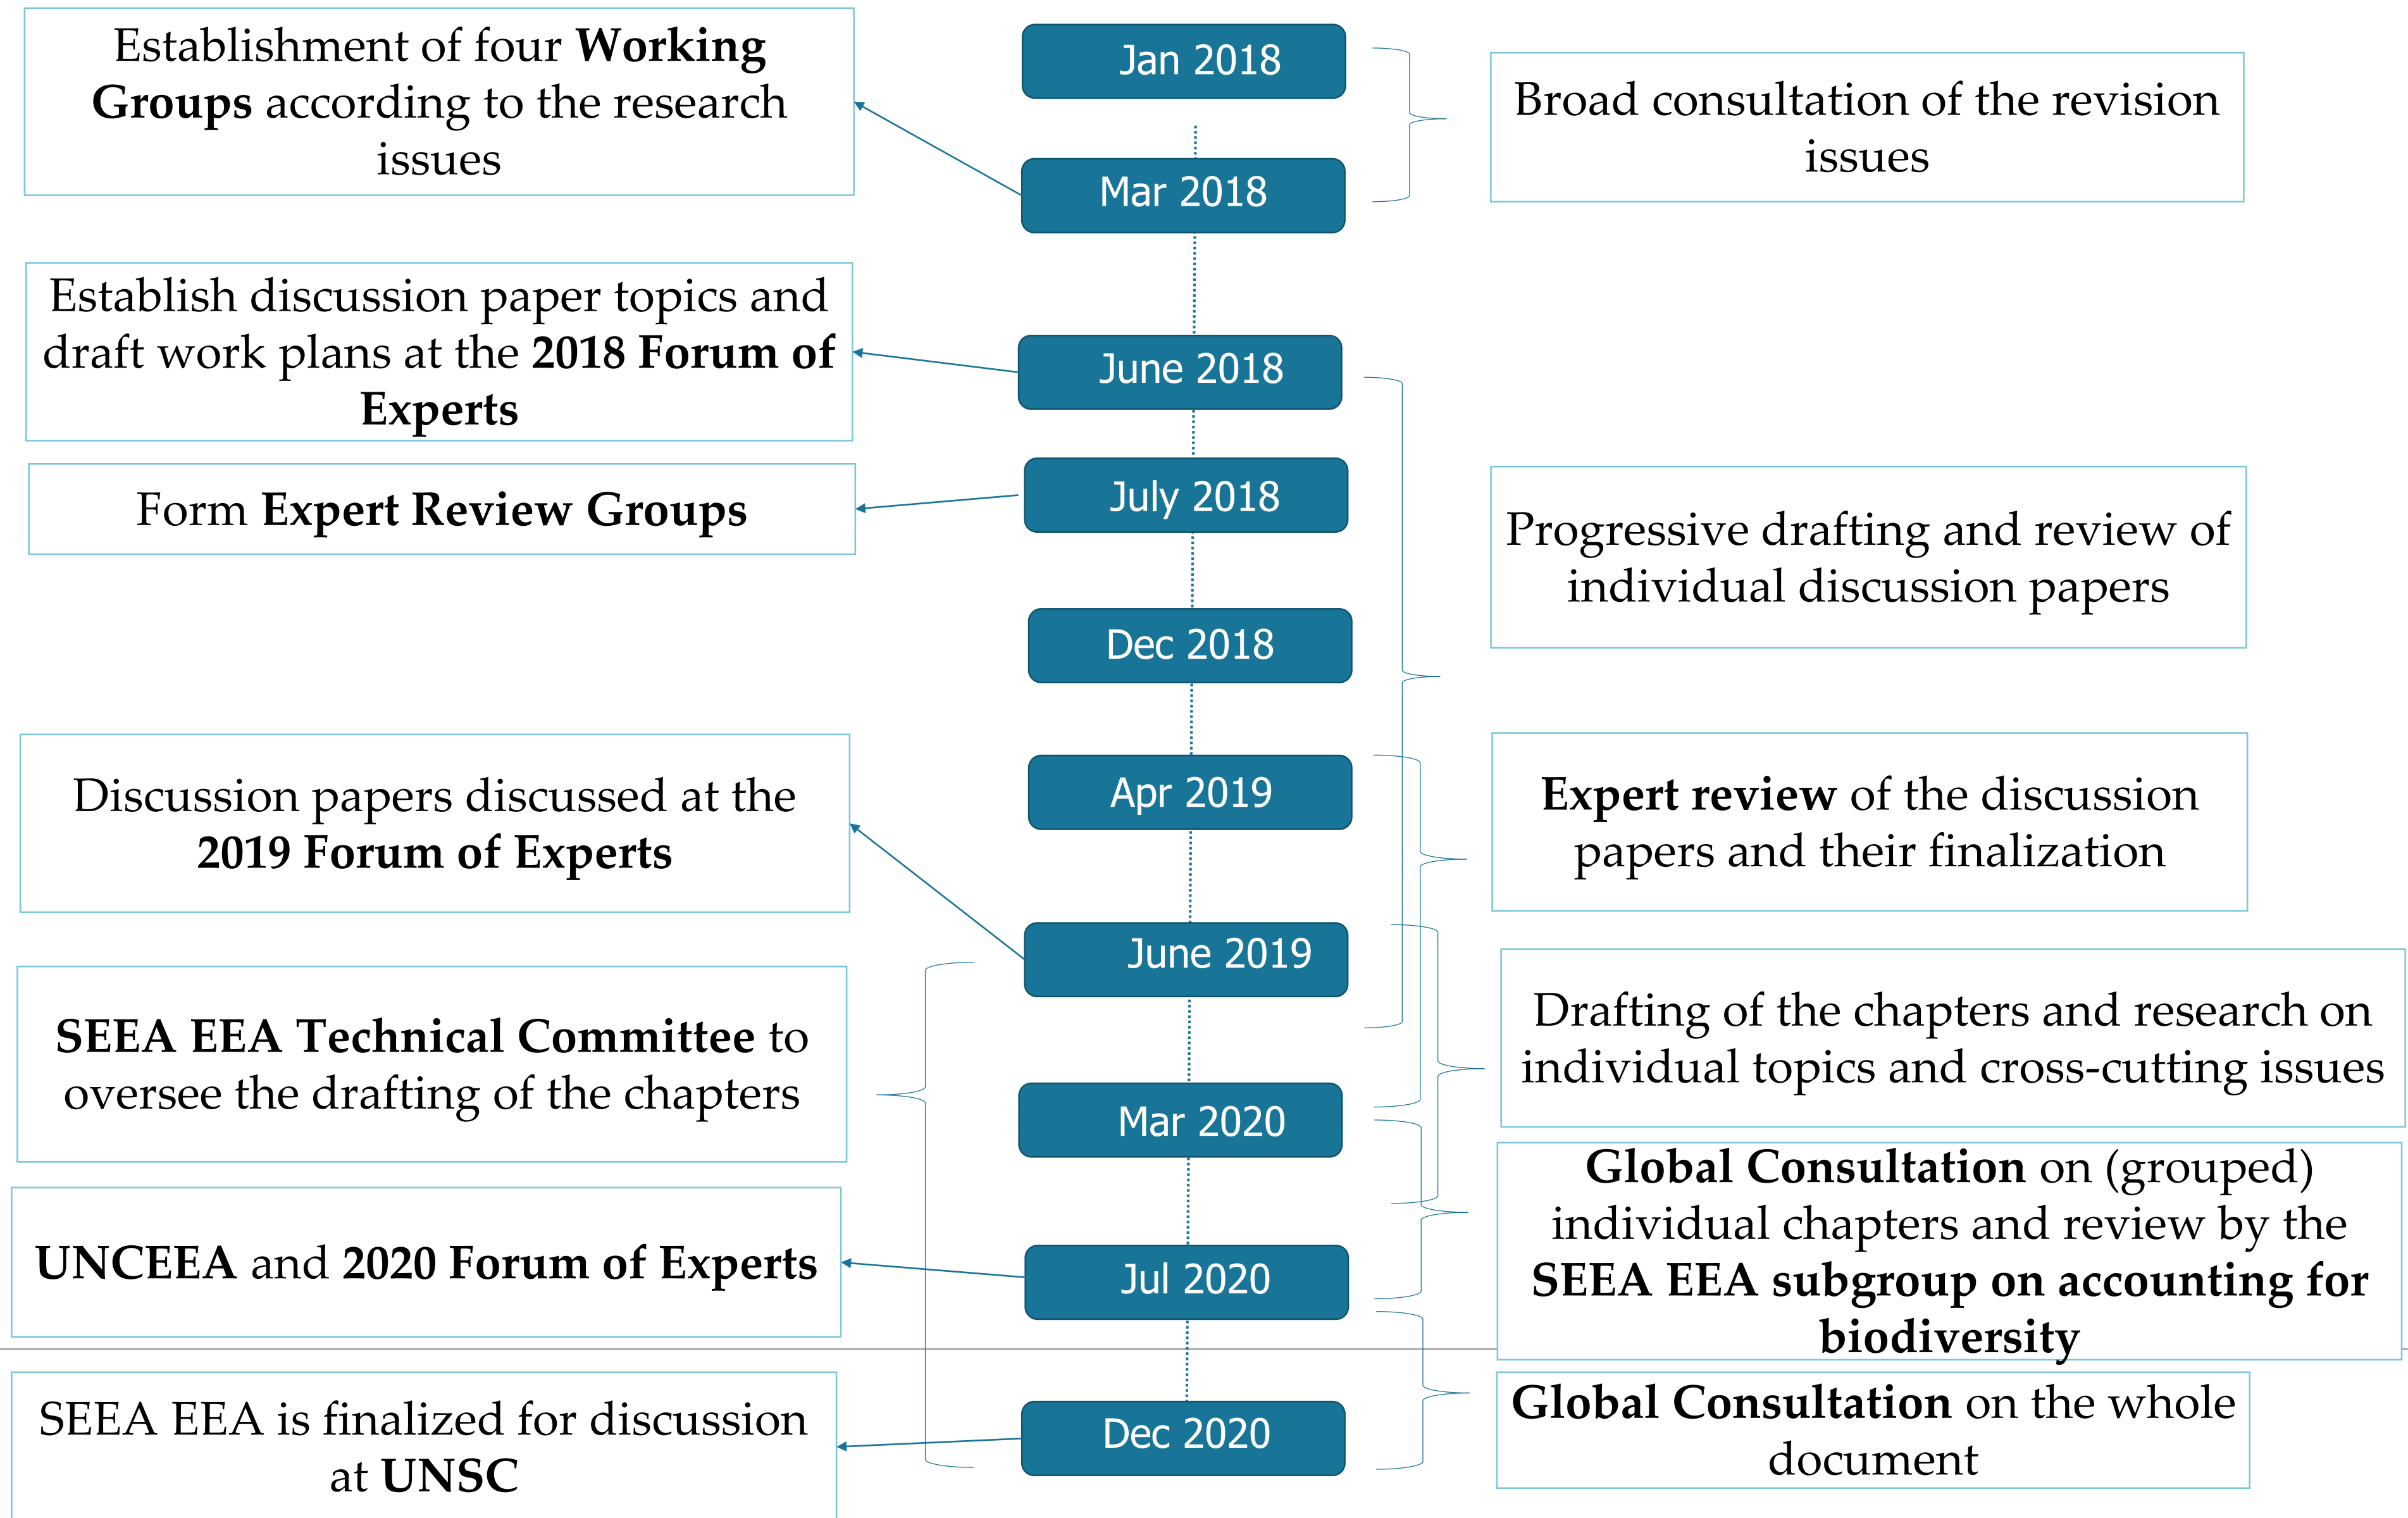 Establishment of four Working
Groups according to the research
issues
Jan 2018
Broad consultation of the revision
issues
Mar 2018
Establish discussion paper topics and
draft work plans at the 2018 Forum of
Experts
June 2018
Form Expert Review Groups
July 2018
Progressive drafting and review of
individual discussion papers
Dec 2018
Discussion papers discussed at the
2019 Forum of Experts
Apr 2019
Expert review of the discussion
papers and their finalization
June 2019
SEEA EEA Technical Committee to
oversee the drafting of the chapters
Drafting of the chapters and research on
individual topics and cross-cutting issues
Mar 2020
Global Consultation on (grouped)
individual chapters and review by the
SEEA EEA subgroup on accounting for
biodiversity
UNCEEA and 2020 Forum of Experts
Jul 2020
SEEA EEA is finalized for discussion
at UNSC
Dec 2020
Global Consultation on the whole
document